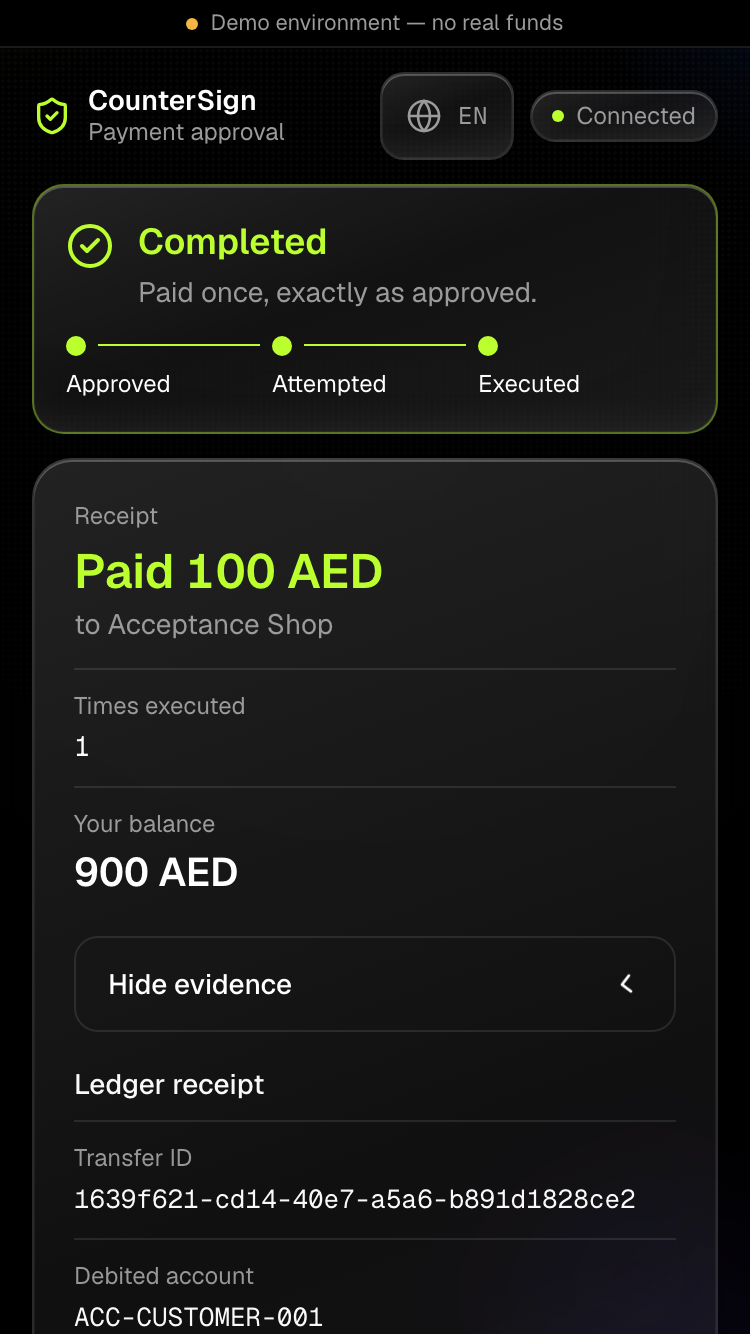 Demo environment — no real funds
CounterSign
Payment approval
EN
Connected
Completed
Paid once, exactly as approved.
Approved
Attempted
Executed
Receipt
Paid 100 AED
to Acceptance Shop
Times executed
1
Your balance
900 AED
Hide evidence
Ledger receipt
Transfer ID
1639f621-cd14-40e7-a5a6-b891d1828ce2
Debited account
ACC-CUSTOMER-001